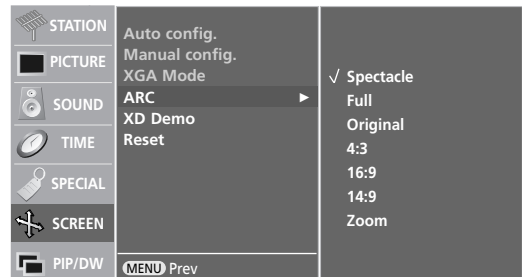 STATION
PICTURE
SOUND
TIME
SPECIAL
SCREEN
PIP/DW
Auto config.
Manual config.
XGA Mode
ARC ►
XD Demo
Reset
MENU Prev
√ Spectacle
Full
Original
4:3
16:9
14:9
Zoom